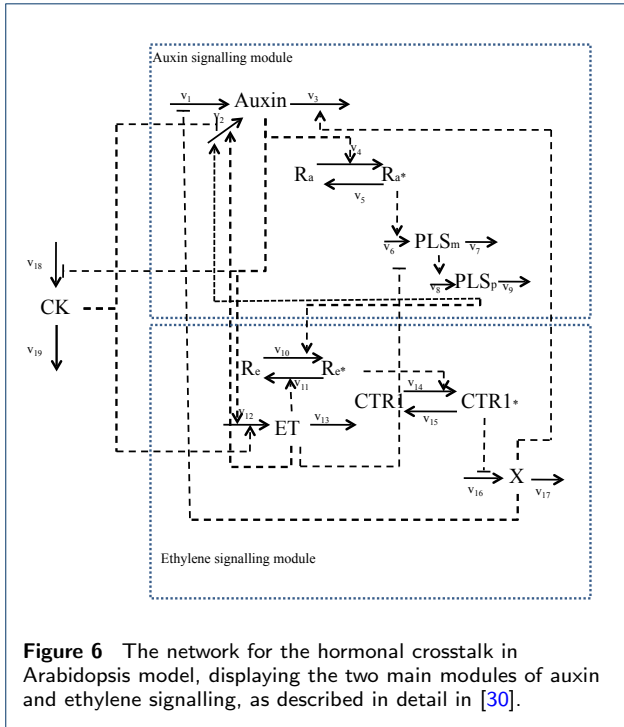 Auxin signalling module
v1 Auxin v3
v2
v4
Ra Ra*
v5
v6 PLSm v7
v18
v8 PLSp v9
CK
v10
v19
Re Re*
v11 v14
CTR1 CTR1*
v12 v15
ET v13
X
v16 v17
Ethylene signalling module
Figure 6 The network for the hormonal crosstalk in
Arabidopsis model, displaying the two main modules of auxin
and ethylene signalling, as described in detail in [30].